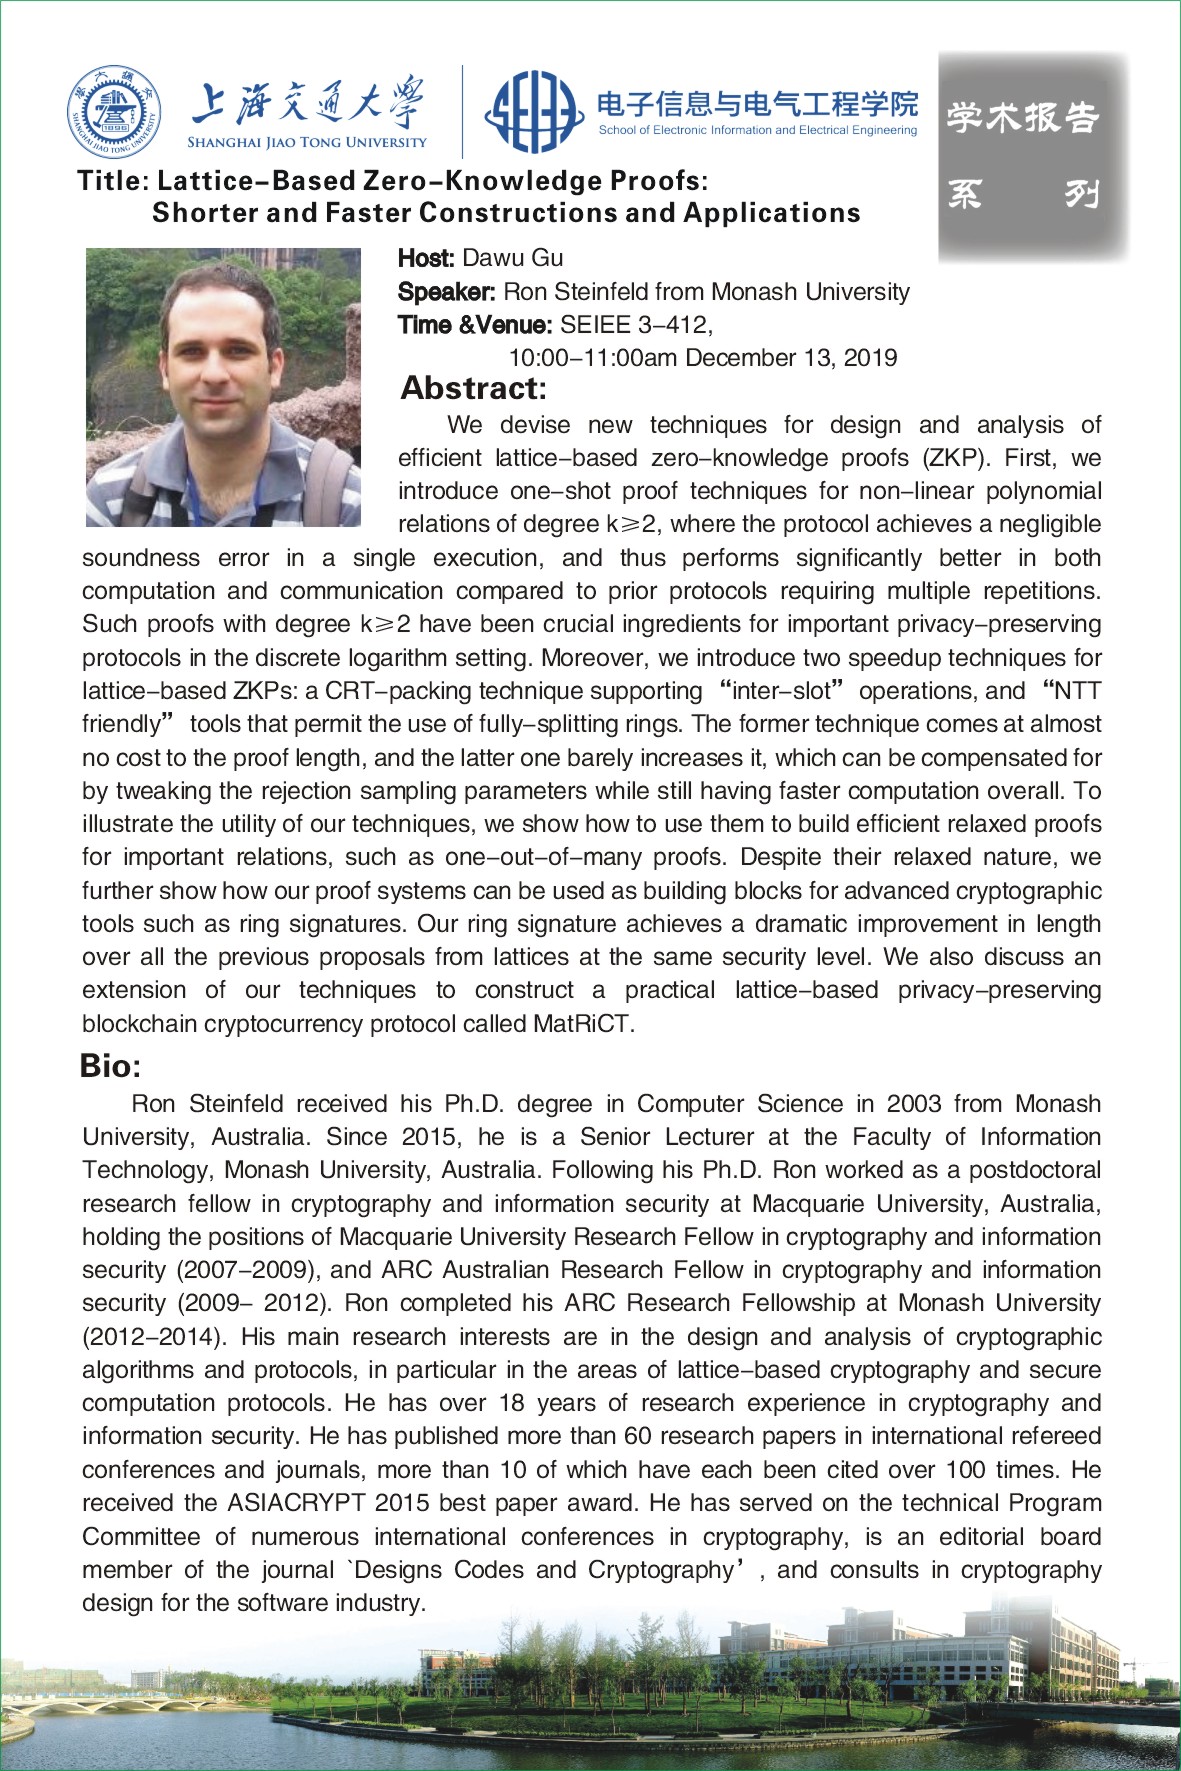 上海交通大学
SHANGHAI JIAO TONG UNIVERSITY
SHANGHAI JIAO TONG UNIVERSITY
1896
SEIEE
电子信息与电气工程学院
School of Electronic Information and Electrical Engineering
学术报告
系 列
Title: Lattice–Based Zero–Knowledge Proofs:
Shorter and Faster Constructions and Applications
Host: Dawu Gu
Speaker: Ron Steinfeld from Monash University
Time &Venue: SEIEE 3–412,
10:00–11:00am December 13, 2019
Abstract:
We devise new techniques for design and analysis of
efficient lattice–based zero–knowledge proofs (ZKP). First, we
introduce one–shot proof techniques for non–linear polynomial
relations of degree k⩾2, where the protocol achieves a negligible
soundness error in a single execution, and thus performs significantly better in both
computation and communication compared to prior protocols requiring multiple repetitions.
Such proofs with degree k⩾2 have been crucial ingredients for important privacy–preserving
protocols in the discrete logarithm setting. Moreover, we introduce two speedup techniques for
lattice–based ZKPs: a CRT–packing technique supporting “inter–slot” operations, and “NTT
friendly” tools that permit the use of fully–splitting rings. The former technique comes at almost
no cost to the proof length, and the latter one barely increases it, which can be compensated for
by tweaking the rejection sampling parameters while still having faster computation overall. To
illustrate the utility of our techniques, we show how to use them to build efficient relaxed proofs
for important relations, such as one–out–of–many proofs. Despite their relaxed nature, we
further show how our proof systems can be used as building blocks for advanced cryptographic
tools such as ring signatures. Our ring signature achieves a dramatic improvement in length
over all the previous proposals from lattices at the same security level. We also discuss an
extension of our techniques to construct a practical lattice–based privacy–preserving
blockchain cryptocurrency protocol called MatRiCT.
Bio:
Ron Steinfeld received his Ph.D. degree in Computer Science in 2003 from Monash
University, Australia. Since 2015, he is a Senior Lecturer at the Faculty of Information
Technology, Monash University, Australia. Following his Ph.D. Ron worked as a postdoctoral
research fellow in cryptography and information security at Macquarie University, Australia,
holding the positions of Macquarie University Research Fellow in cryptography and information
security (2007–2009), and ARC Australian Research Fellow in cryptography and information
security (2009– 2012). Ron completed his ARC Research Fellowship at Monash University
(2012–2014). His main research interests are in the design and analysis of cryptographic
algorithms and protocols, in particular in the areas of lattice–based cryptography and secure
computation protocols. He has over 18 years of research experience in cryptography and
information security. He has published more than 60 research papers in international refereed
conferences and journals, more than 10 of which have each been cited over 100 times. He
received the ASIACRYPT 2015 best paper award. He has served on the technical Program
Committee of numerous international conferences in cryptography, is an editorial board
member of the journal `Designs Codes and Cryptography’, and consults in cryptography
design for the software industry.